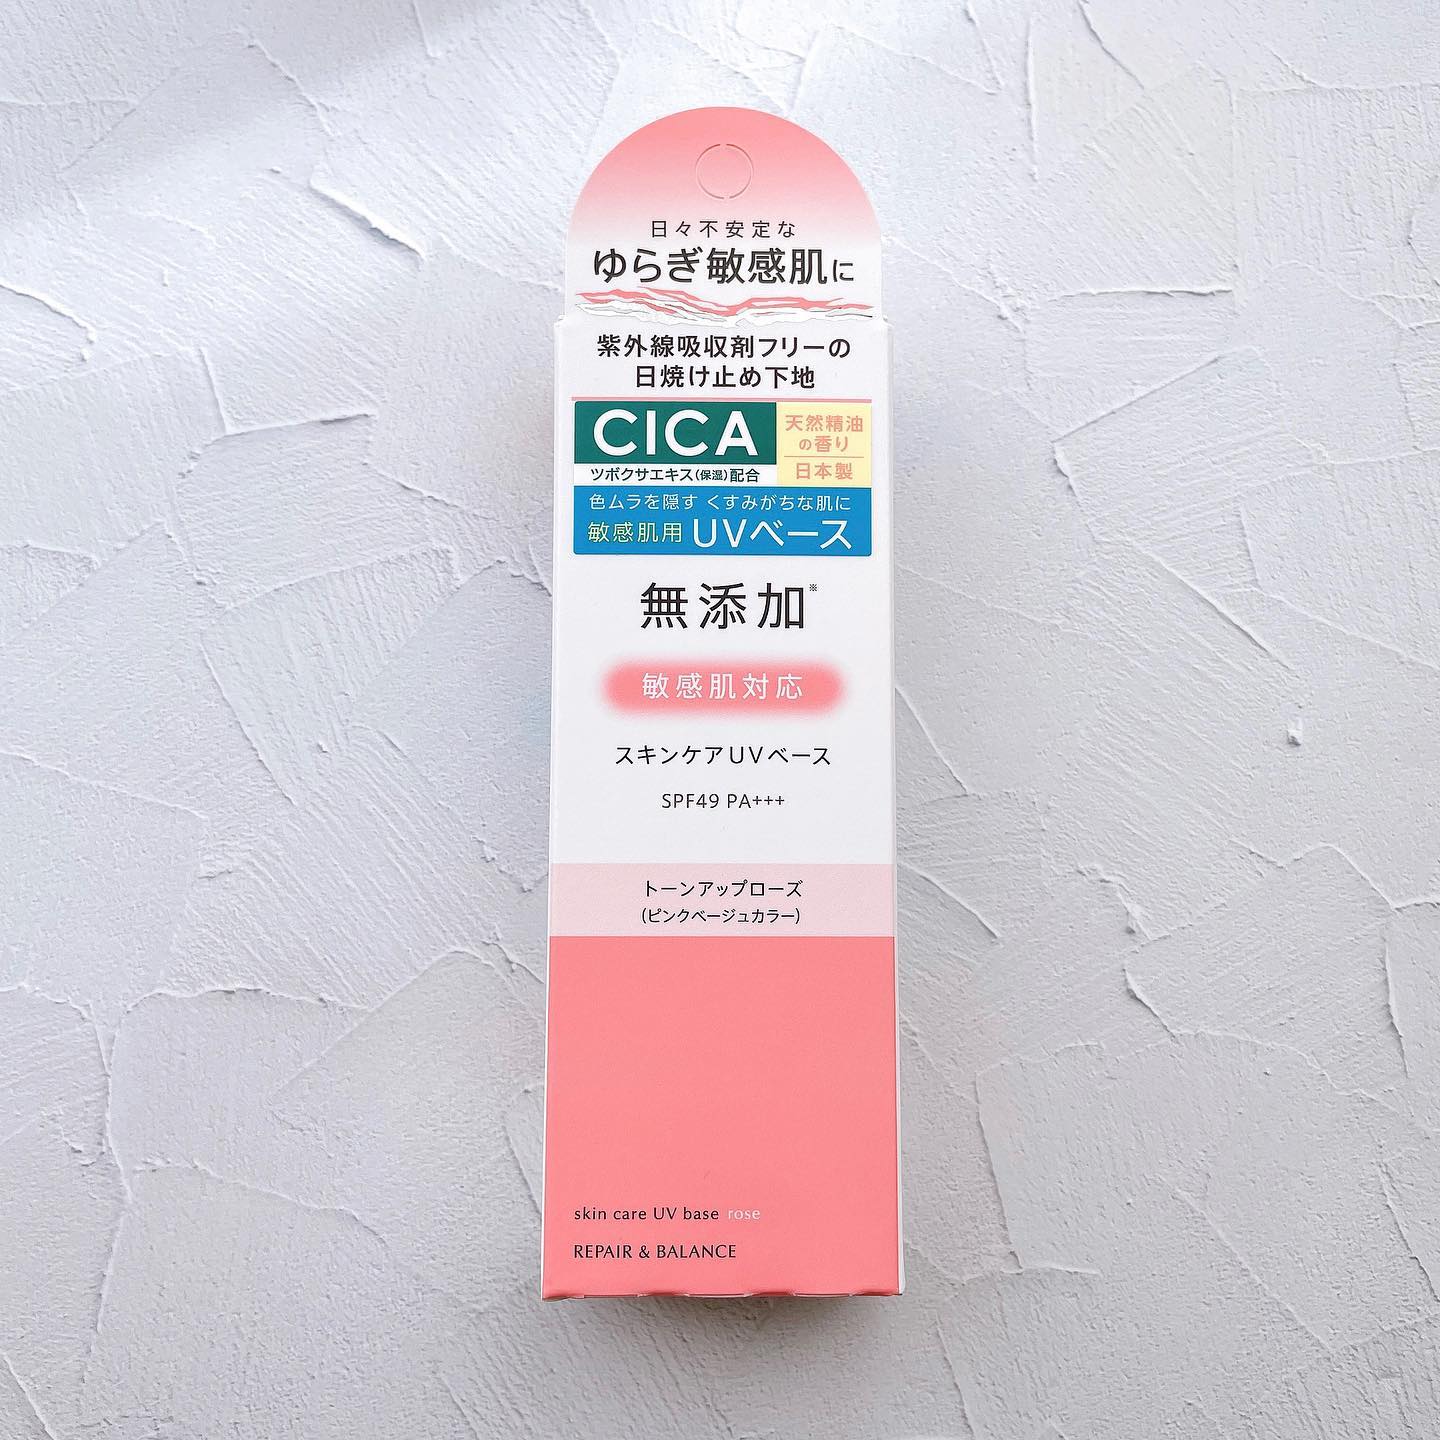 日々不安定な
ゆらぎ敏感肌に
紫外線吸収剤フリーの
日焼け止め下地
CICA
ツボクサエキス(保湿)配合
天然精油
の香り
日本製
色ムラを隠す くすみがちな肌に
敏感肌用 UVベース
無添加※
敏感肌対応
スキンケアUVベース
SPF49 PA+++
トーンアップローズ
(ピンクベージュカラー)
skin care UV base rose
REPAIR & BALANCE